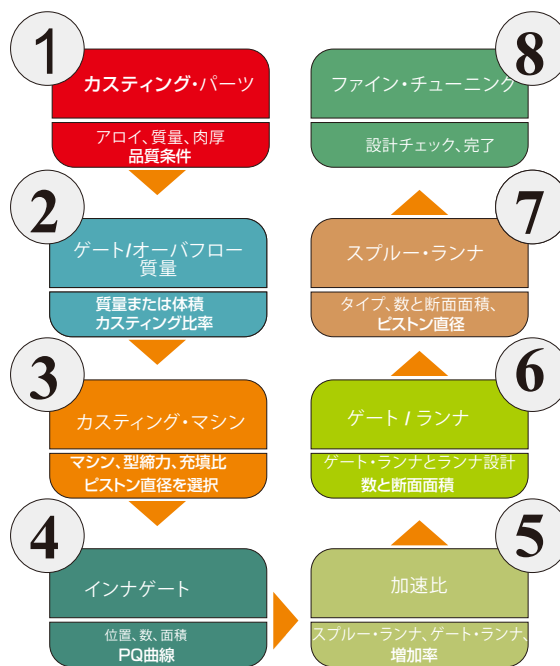 1
カスティング・パーツ
アロイ、質量、肉厚
品質条件
2
ゲート/オーバフロー
質量
質量または体積
カスティング比率
3
カスティング・マシン
マシン、型締力、充填比
ピストン直径を選択
4
インナゲート
位置、数、面積
PQ曲線
5
加速比
スプルー・ランナ、ゲート・ランナ、
増加率
6
ゲート / ランナ
ゲート・ランナとランナ設計
数と断面面積
7
スプルー・ランナ
タイプ、数と断面面積、
ピストン直径
8
ファイン・チューニング
設計チェック、完了